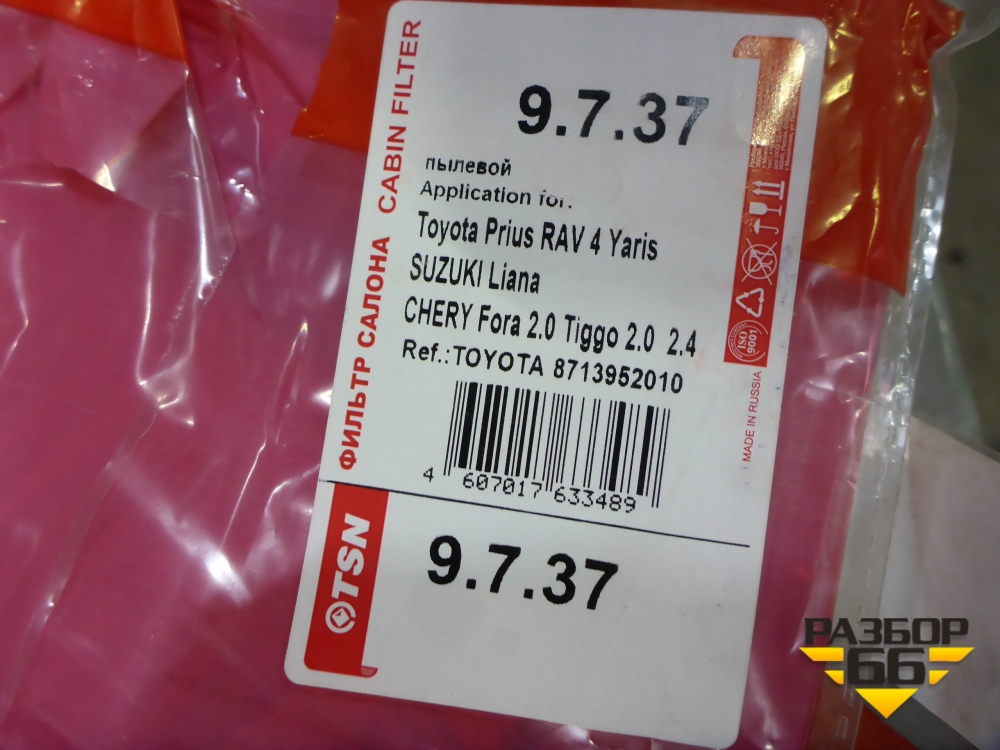 ФИЛЬТР САЛОНА CABIN FILTER
9.7.37
пылевой
Application for:
Toyota Prius RAV 4 Yaris
SUZUKI Liana
CHERY Fora 2.0 Tiggo 2.0 2.4
Ref.:TOYOTA 8713952010
4 607017 633489
ISO 9001
MADE IN RUSSIA
TSN
9.7.37
РАЗБОР
66